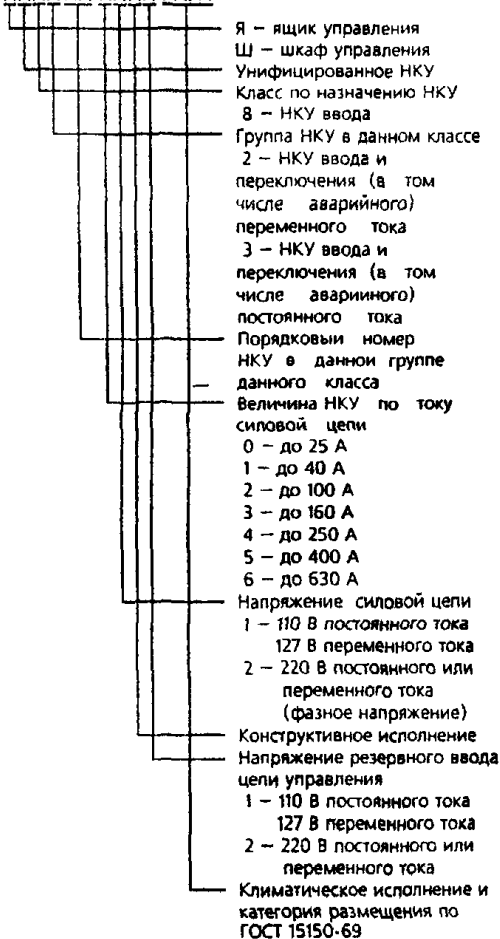 Я – ящик управления
Ш – шкаф управления
Унифицированное НКУ
Класс по назначению НКУ
8 – НКУ ввода
Группа НКУ в данном классе
2 – НКУ ввода и
переключения (в том
числе аварийного)
переменного тока
3 – НКУ ввода и
переключения (в том
числе аварииного)
постоянного тока
Порядковыи номер
НКУ в даннои группе
данного класса
Величина НКУ по току
силовой цепи
0 – до 25 А
1 – до 40 А
2 – до 100 А
3 – до 160 А
4 – до 250 А
5 – до 400 А
6 – до 630 А
Напряжение силовой цепи
1 – 110 В постоянного тока
127 В переменного тока
2 – 220 В постоянного или
переменного тока
(фазное напряжение)
Конструктивное исполнение
Напряжение резервного ввода
цепи управления
1 – 110 В постоянного тока
127 В переменного тока
2 – 220 В постоянного или
переменного тока
Климатическое исполнение и
категория размещения по
ГОСТ 15150-69